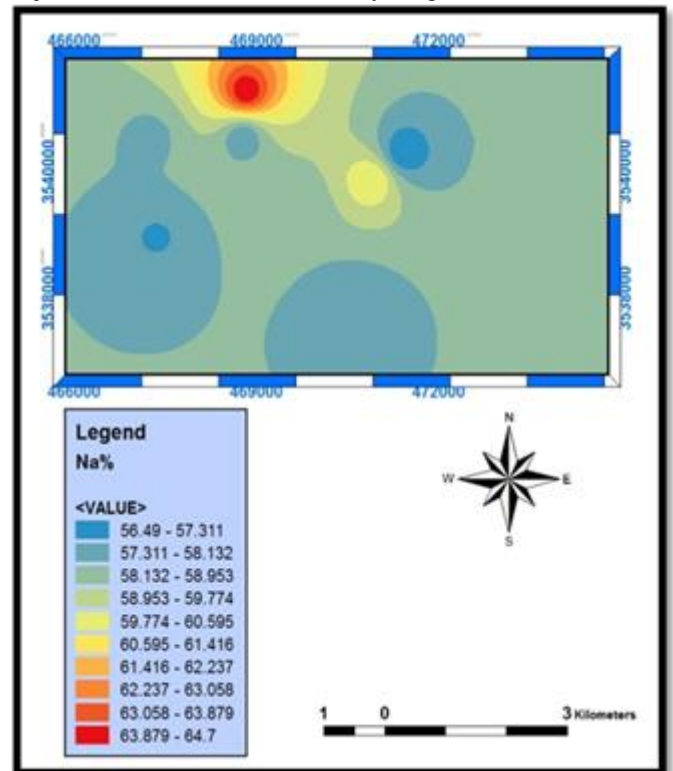 466000 469000 472000
3540000 3540000
3538000 3538000
466000 469000 472000
Legend
Na%
<VALUE>
56.49 - 57.311
57.311 - 58.132
58.132 - 58.953
58.953 - 59.774
59.774 - 60.595
60.595 - 61.416
61.416 - 62.237
62.237 - 63.058
63.058 - 63.879
63.879 - 64.7
N
W E
S
1 0 3 Kilometers